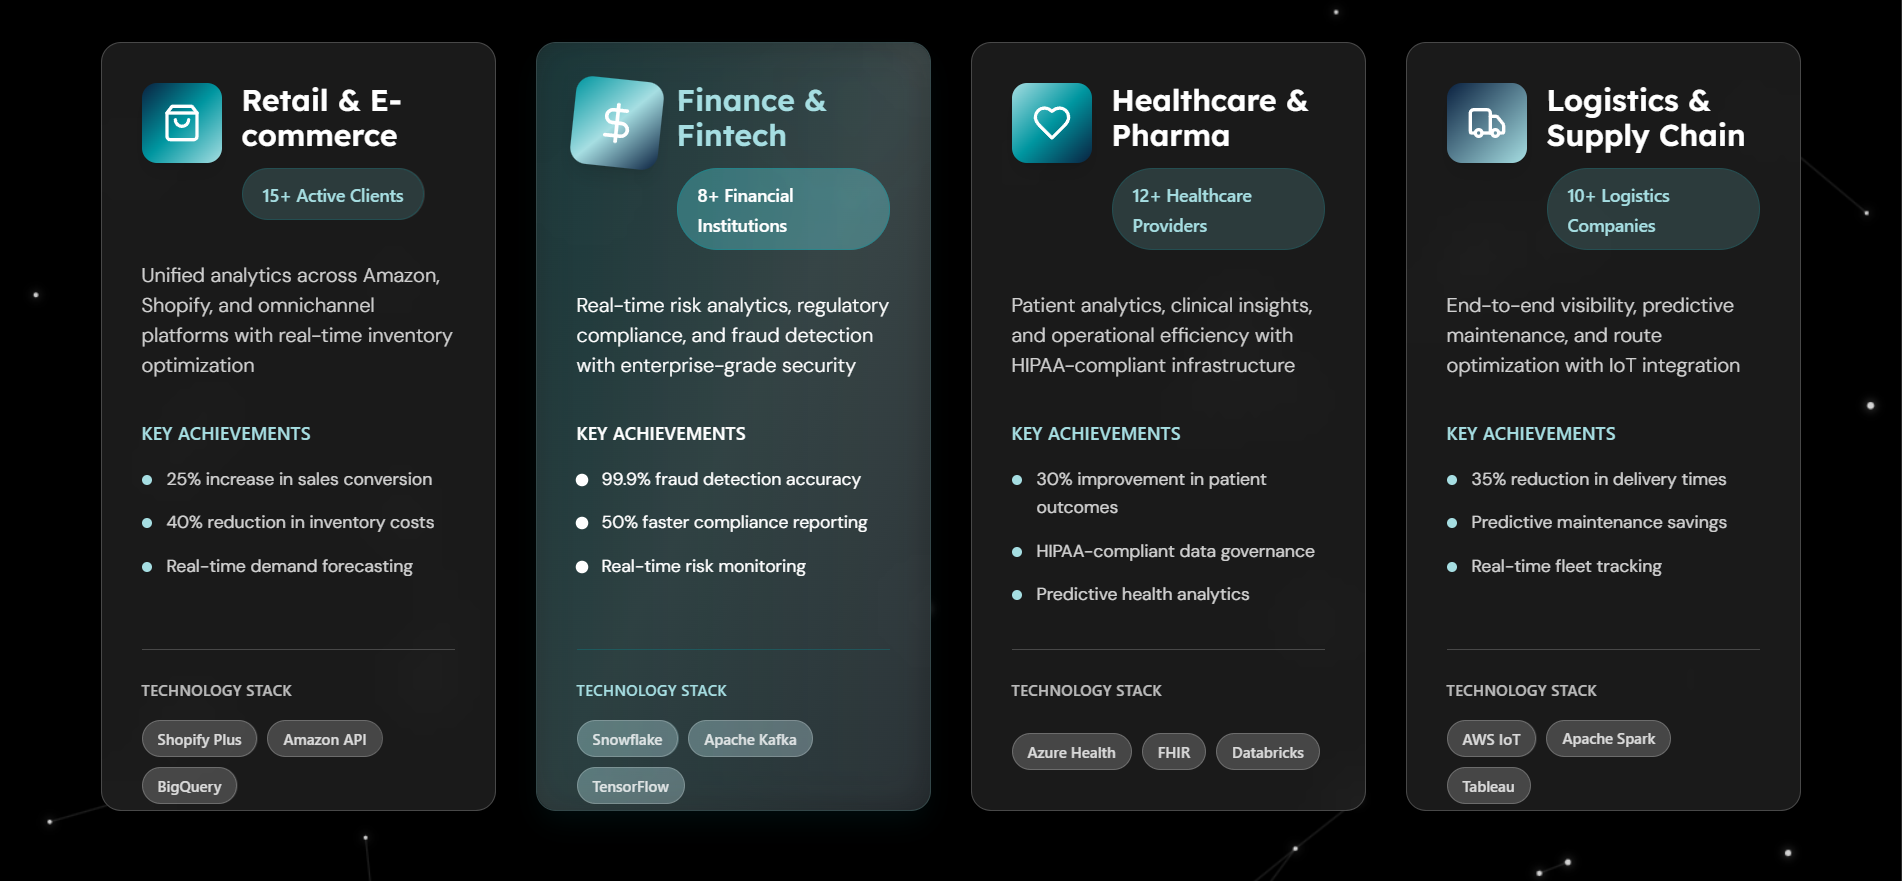 Retail & E-
commerce
15+ Active Clients
Unified analytics across Amazon,
Shopify, and omnichannel
platforms with real-time inventory
optimization
KEY ACHIEVEMENTS
25% increase in sales conversion
40% reduction in inventory costs
Real-time demand forecasting
TECHNOLOGY STACK
Shopify Plus
Amazon API
BigQuery
Finance &
Fintech
8+ Financial
Institutions
Real-time risk analytics, regulatory
compliance, and fraud detection
with enterprise-grade security
KEY ACHIEVEMENTS
99.9% fraud detection accuracy
50% faster compliance reporting
Real-time risk monitoring
TECHNOLOGY STACK
Snowflake
Apache Kafka
TensorFlow
Healthcare &
Pharma
12+ Healthcare
Providers
Patient analytics, clinical insights,
and operational efficiency with
HIPAA-compliant infrastructure
KEY ACHIEVEMENTS
30% improvement in patient
outcomes
HIPAA-compliant data governance
Predictive health analytics
TECHNOLOGY STACK
Azure Health
FHIR
Databricks
Logistics &
Supply Chain
10+ Logistics
Companies
End-to-end visibility, predictive
maintenance, and route
optimization with IoT integration
KEY ACHIEVEMENTS
35% reduction in delivery times
Predictive maintenance savings
Real-time fleet tracking
TECHNOLOGY STACK
AWS IoT
Apache Spark
Tableau